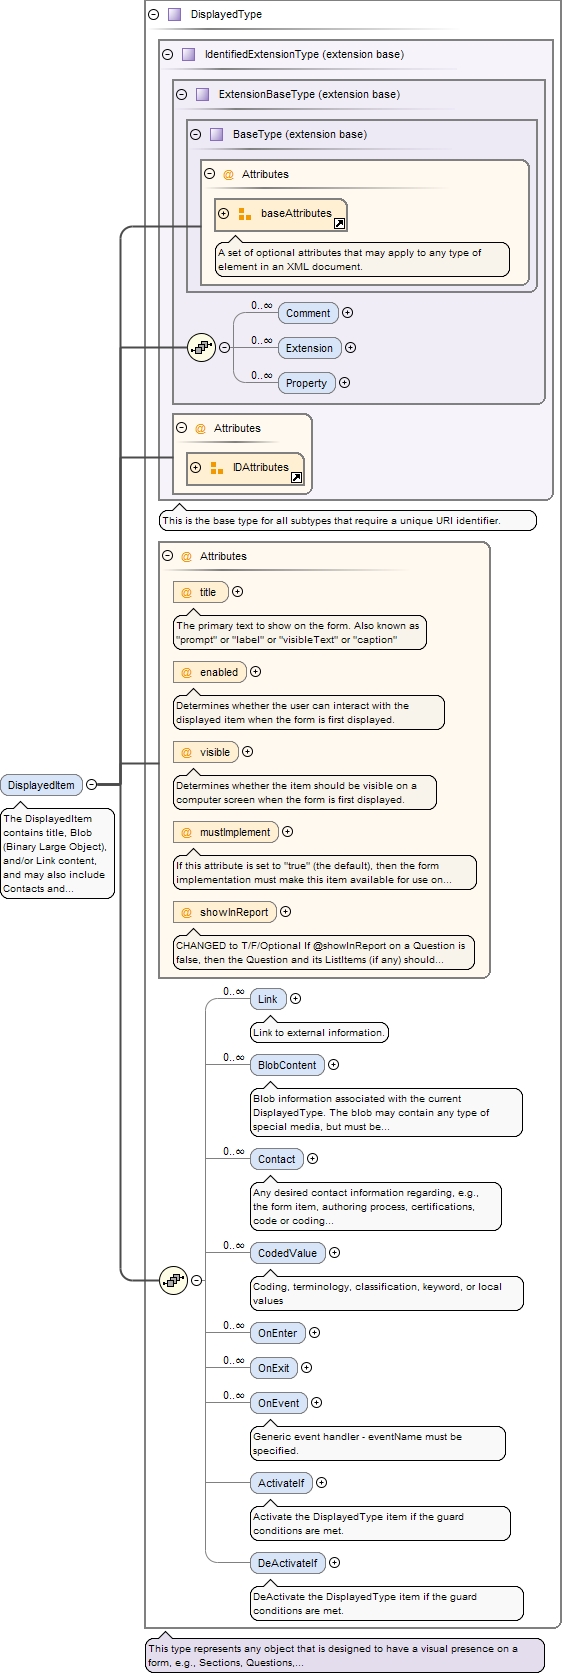 DisplayedType
IdentifiedExtensionType (extension base)
ExtensionBaseType (extension base)
BaseType (extension base)
@ Attributes
baseAttributes
A set of optional attributes that may apply to any type of
element in an XML document.
0..∞
Comment
0..∞
Extension
0..∞
Property
@ Attributes
IDAttributes
This is the base type for all subtypes that require a unique URI identifier.
@ Attributes
@ title
The primary text to show on the form. Also known as
"prompt" or "label" or "visibleText" or "caption"
@ enabled
Determines whether the user can interact with the
displayed item when the form is first displayed.
@ visible
Determines whether the item should be visible on a
computer screen when the form is first displayed.
@ mustImplement
If this attribute is set to "true" (the default), then the form
implementation must make this item available for use on...
@ showInReport
CHANGED to T/F/Optional If @showInReport on a Question is
false, then the Question and its ListItems (if any) should...
DisplayedItem
The DisplayedItem
contains title, Blob
(Binary Large Object),
and/or Link content,
and may also include
Contacts and...
0..∞
Link
Link to external information.
0..∞
BlobContent
Blob information associated with the current
DisplayedType. The blob may contain any type of
special media, but must be...
0..∞
Contact
Any desired contact information regarding, e.g.,
the form item, authoring process, certifications,
code or coding...
0..∞
CodedValue
Coding, terminology, classification, keyword, or local
values
0..∞
OnEnter
0..∞
OnExit
0..∞
OnEvent
Generic event handler - eventName must be
specified.
ActivateIf
Activate the DisplayedType item if the guard
conditions are met.
DeActivateIf
DeActivate the DisplayedType item if the guard
conditions are met.
This type represents any object that is designed to have a visual presence on a
form, e.g., Sections, Questions,...